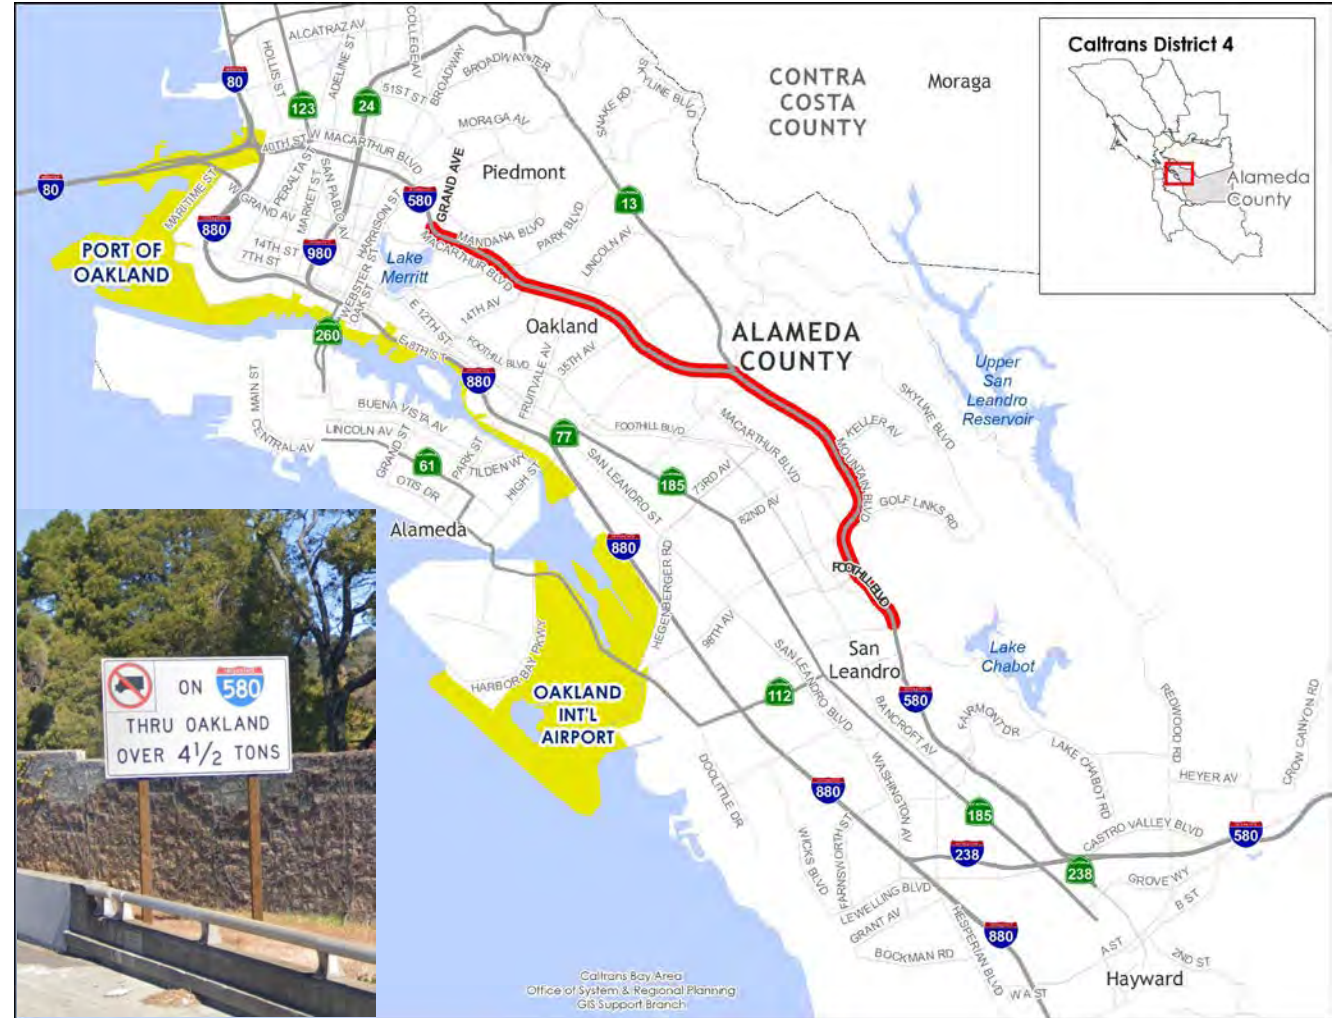 Caltrans District 4
Alameda
County
CONTRA
COSTA
COUNTY
Moraga
ALCATRAZ AV
HOLLIS ST
ADELINE ST
COLLEGE AV
BROADWAY
BROADWAY TER
51ST ST
SNAKE RD
SKYLINE BLVD
80
123
24
MORAGA AV
40TH ST
W MACARTHUR BLVD
Piedmont
80
MARITIME ST
W GRAND AV
PERALTA ST
MARKET ST
SAN PABLO AV
HARRISON ST
580
GRAND AVE
13
880
980
PORT OF
OAKLAND
14TH ST
7TH ST
WEBSTER ST
OAK ST
Lake
Merritt
MANDANA BLVD
PARK BLVD
LINCOLN AV
MACARTHUR BLVD
260
E 12TH ST
14TH AV
E 8TH ST
Oakland
FOOTHILL BLVD
ALAMEDA
COUNTY
Upper
San
Leandro
Reservoir
880
FRUITVALE AV
35TH AV
MAIN ST
CENTRAL AV
BUENA VISTA AV
LINCOLN AV
GRAND ST
PARK ST
TILDEN WY
HIGH ST
OTIS DR
61
77
FOOTHILL BLVD
MACARTHUR BLVD
KELLER AV
SKYLINE BLVD
MOUNTAIN BLVD
GOLF LINKS RD
185
73RD AV
82ND AV
SAN LEANDRO ST
Alameda
880
HEGENBERGER RD
FOOTHILL BLVD
98TH AV
HARBOR BAY PKWY
OAKLAND
INT'L
AIRPORT
San
Leandro
Lake
Chabot
112
SAN LEANDRO BLVD
BANCROFT AV
580
FAIRMONT DR
LAKE CHABOT RD
REDWOOD RD
CROW CANYON RD
HEYER AV
DOOLITTLE DR
880
WASHINGTON AV
185
CASTRO VALLEY BLVD
580
WICKS BLVD
FARNSWORTH ST
238
238
GROVE WY
B ST
LEWELLING BLVD
GRANT AV
BOCKMAN RD
HESPERIAN BLVD
880
A ST
2ND ST
W A ST
Hayward
ON 580
THRU OAKLAND
OVER 4 1/2 TONS
Caltrans Bay Area
Office of System & Regional Planning
GIS Support Branch